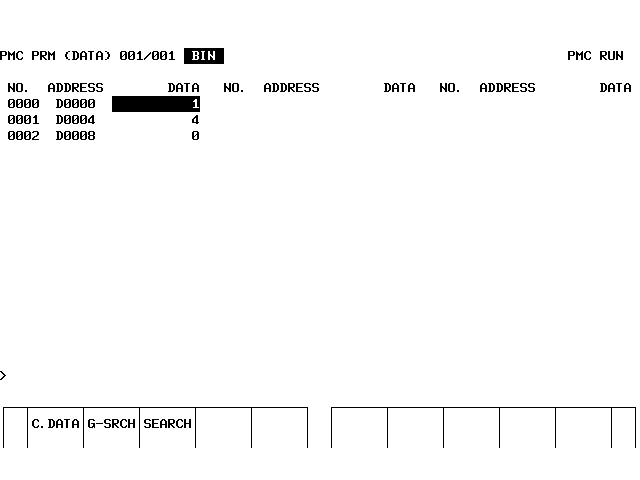 PMC PRM (DATA) 001/001 BIN PMC RUN
NO. ADDRESS DATA NO. ADDRESS DATA NO. ADDRESS DATA
0000 D0000 1
0001 D0004 4
0002 D0008 0
>
C.DATA G-SRCH SEARCH